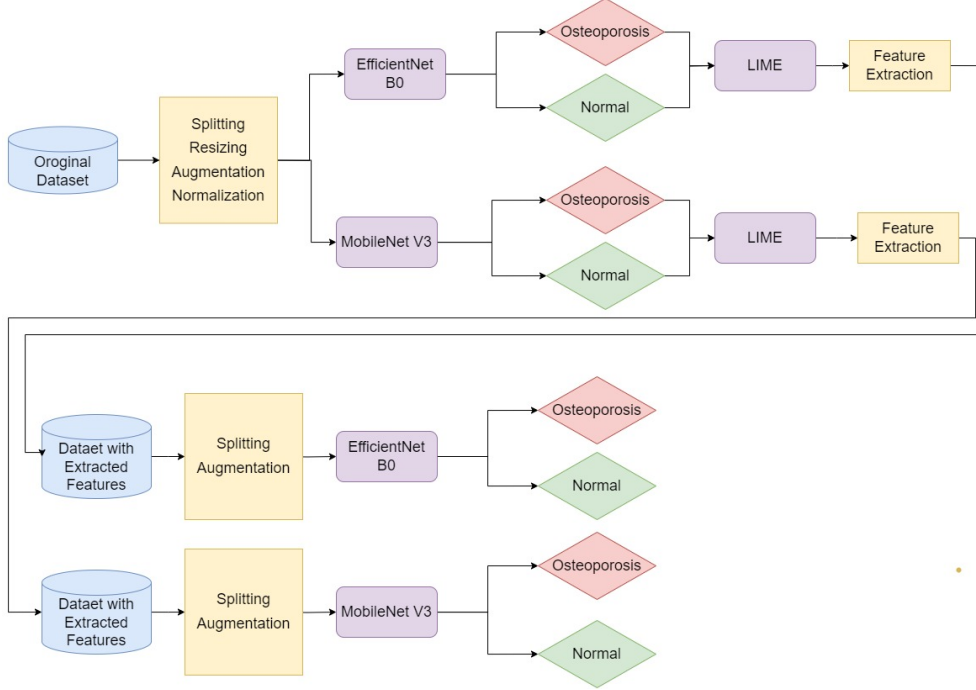 Osteoporosis
EfficientNet
B0
LIME
Feature
Extraction
Normal
Splitting
Resizing
Augmentation
Normalization
Oroginal
Dataset
Osteoporosis
MobileNet V3
LIME
Feature
Extraction
Normal
Osteoporosis
Dataet with
Extracted
Features
Splitting
Augmentation
EfficientNet
B0
Normal
Osteoporosis
Dataet with
Extracted
Features
Splitting
Augmentation
MobileNet V3
Normal